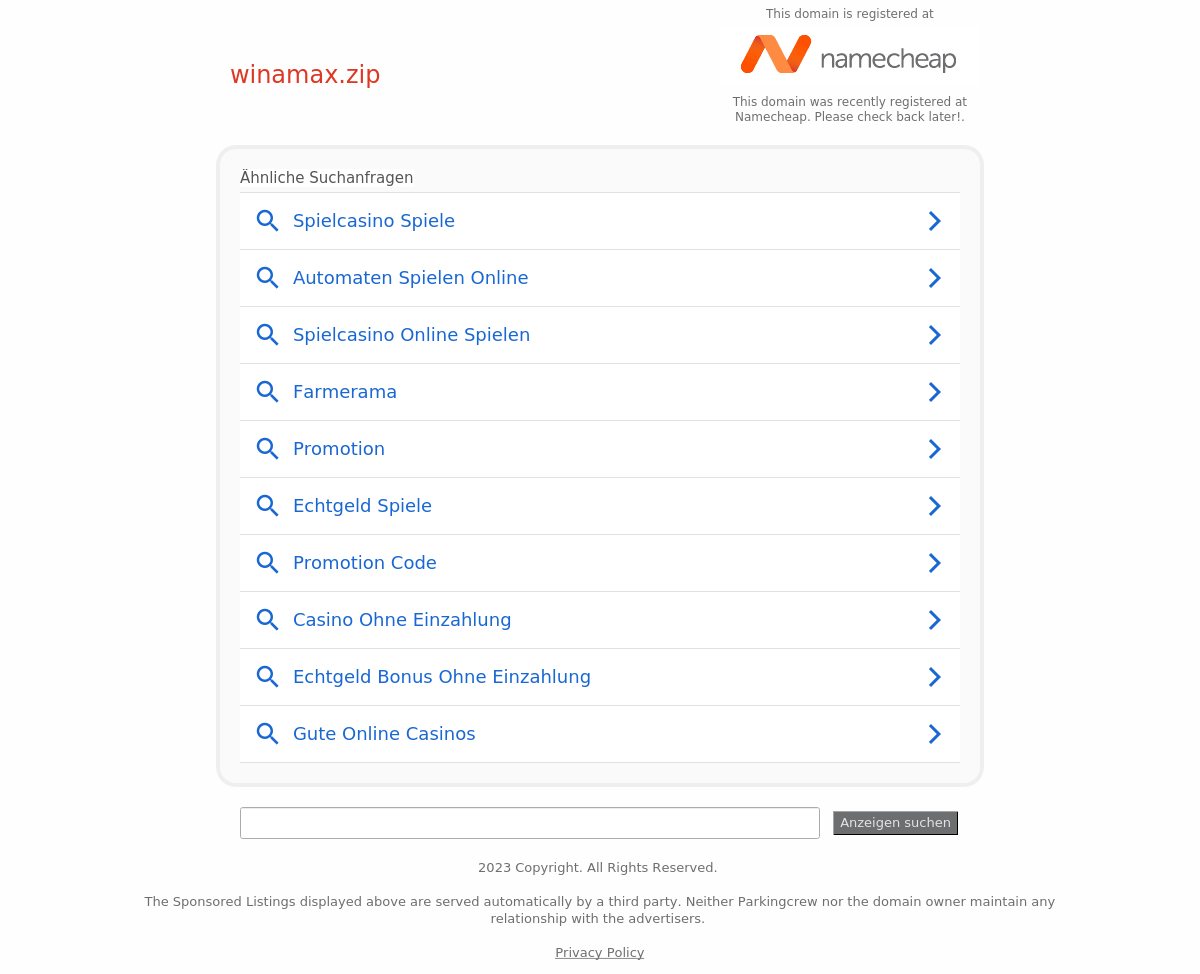 This domain is registered at
namecheap
winamax.zip
This domain was recently registered at
Namecheap. Please check back later!.
Ähnliche Suchanfragen
Spielcasino Spiele
Automaten Spielen Online
Spielcasino Online Spielen
Farmerama
Promotion
Echtgeld Spiele
Promotion Code
Casino Ohne Einzahlung
Echtgeld Bonus Ohne Einzahlung
Gute Online Casinos
Anzeigen suchen
2023 Copyright. All Rights Reserved.
The Sponsored Listings displayed above are served automatically by a third party. Neither Parkingcrew nor the domain owner maintain any
relationship with the advertisers.
Privacy Policy